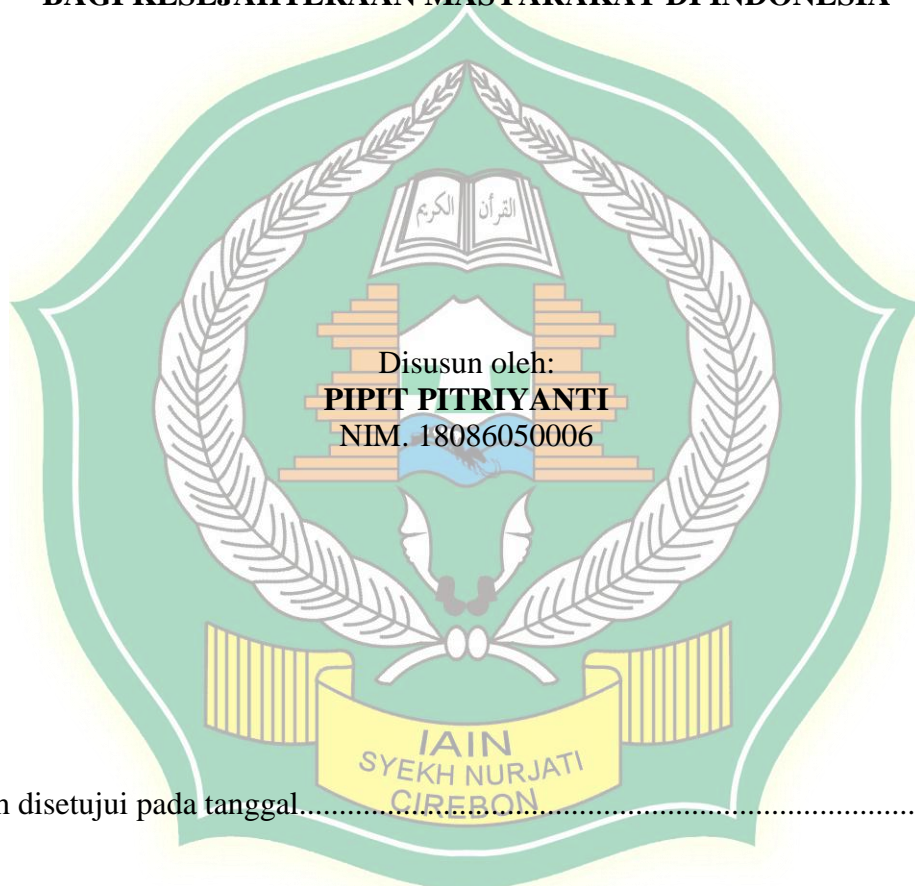 BAGI KESEJAHTERAAN MASYARAKAT DI INDONESIA
القرآن الكريم
Disusun oleh:
PIPIT PITRIYANTI
NIM. 18086050006
IAIN
SYEKH NURJATI
CIREBON
n disetujui pada tanggal............................................................................